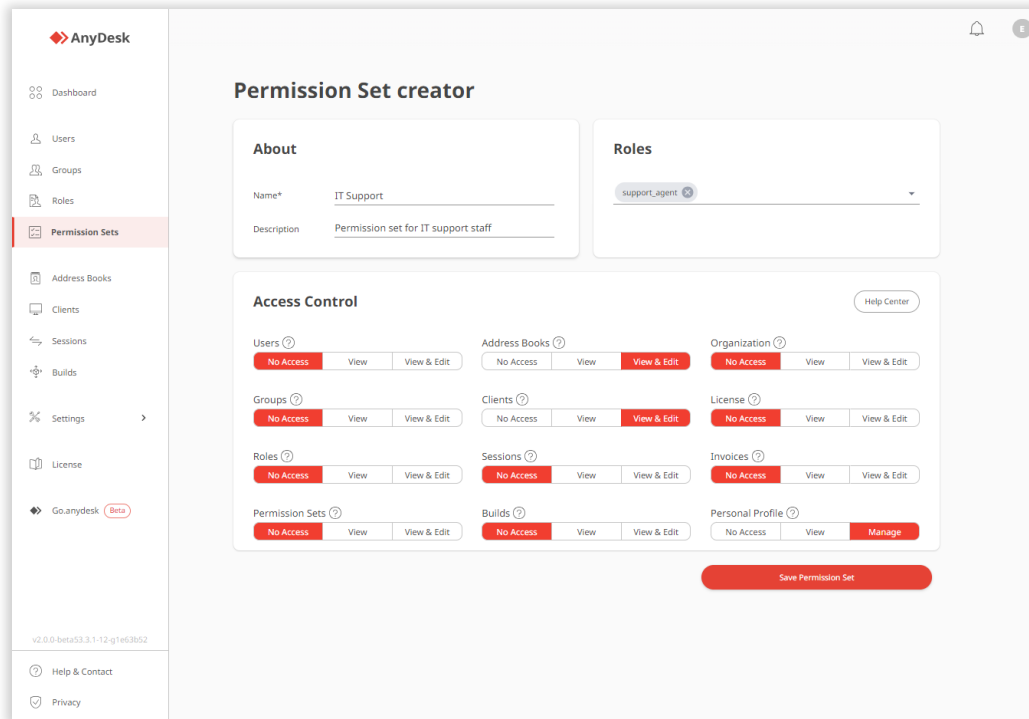 AnyDesk
E
Dashboard
Users
Groups
Roles
Permission Sets
Address Books
Clients
Sessions
Builds
Settings
License
Go.anydesk Beta
v2.0.0-beta53.3.1-12-g1e63b52
Help & Contact
Privacy
Permission Set creator
About
Name* IT Support
Description Permission set for IT support staff
Roles
support_agent
Access Control
Help Center
Users ? Address Books ? Organization ?
No Access View View & Edit No Access View View & Edit No Access View View & Edit
Groups ? Clients ? License ?
No Access View View & Edit No Access View View & Edit No Access View View & Edit
Roles ? Sessions ? Invoices ?
No Access View View & Edit No Access View View & Edit No Access View View & Edit
Permission Sets ? Builds ? Personal Profile ?
No Access View View & Edit No Access View View & Edit No Access View Manage
Save Permission Set